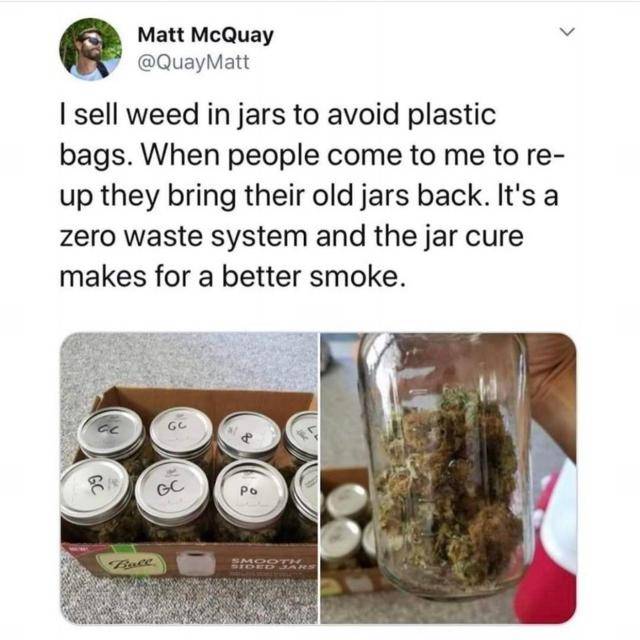 Matt McQuay
@QuayMatt
I sell weed in jars to avoid plastic
bags. When people come to me to re-
up they bring their old jars back. It's a
zero waste system and the jar cure
makes for a better smoke.
GC
GC
GC
GC
PO
Ball
SMOOTH
SIDED JARS